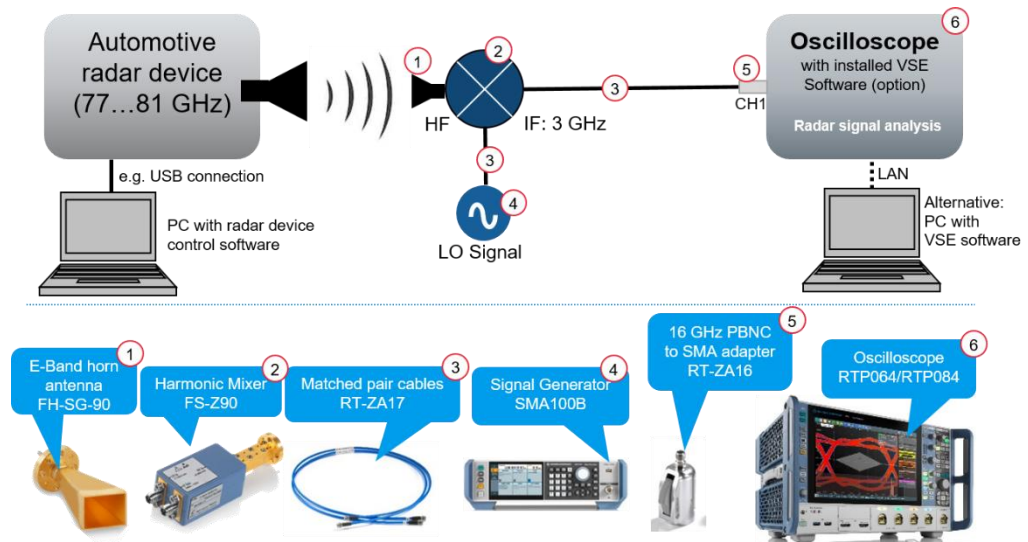 Automotive
radar device
(77…81 GHz)
1
2
HF
IF: 3 GHz
3
3
4
LO Signal
5
CH1
6
Oscilloscope
with installed VSE
Software (option)
Radar signal analysis
e.g. USB connection
PC with radar device
control software
LAN
Alternative:
PC with
VSE software
1
E-Band horn
antenna
FH-SG-90
2
Harmonic Mixer
FS-Z90
3
Matched pair cables
RT-ZA17
4
Signal Generator
SMA100B
5
16 GHz PBNC
to SMA adapter
RT-ZA16
6
Oscilloscope
RTP064/RTP084